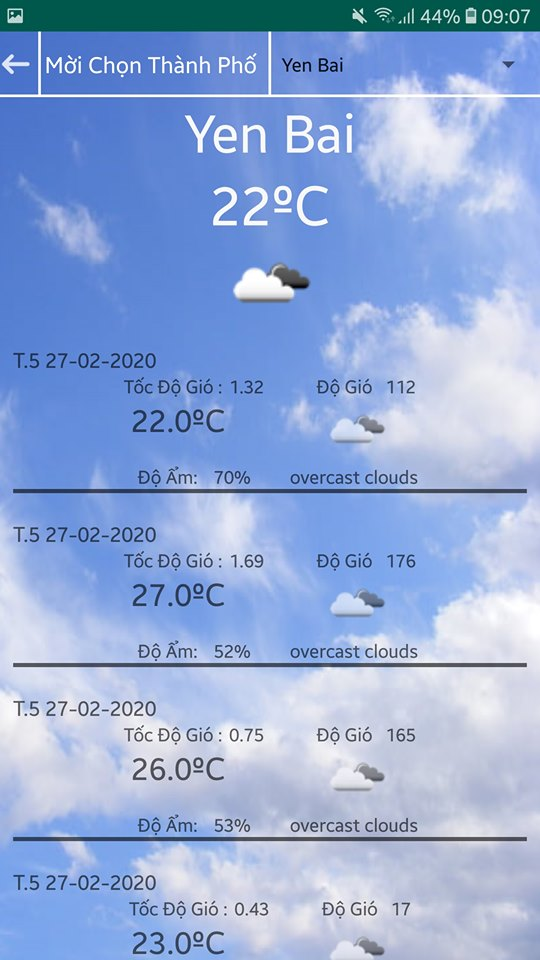 44% 09:07
Mời Chọn Thành Phố Yen Bai
Yen Bai
22ºC
T.5 27-02-2020
Tốc Độ Gió : 1.32 Độ Gió 112
22.0ºC
Độ Ẩm: 70% overcast clouds
T.5 27-02-2020
Tốc Độ Gió : 1.69 Độ Gió 176
27.0ºC
Độ Ẩm: 52% overcast clouds
T.5 27-02-2020
Tốc Độ Gió : 0.75 Độ Gió 165
26.0ºC
Độ Ẩm: 53% overcast clouds
T.5 27-02-2020
Tốc Độ Gió : 0.43 Độ Gió 17
23.0ºC